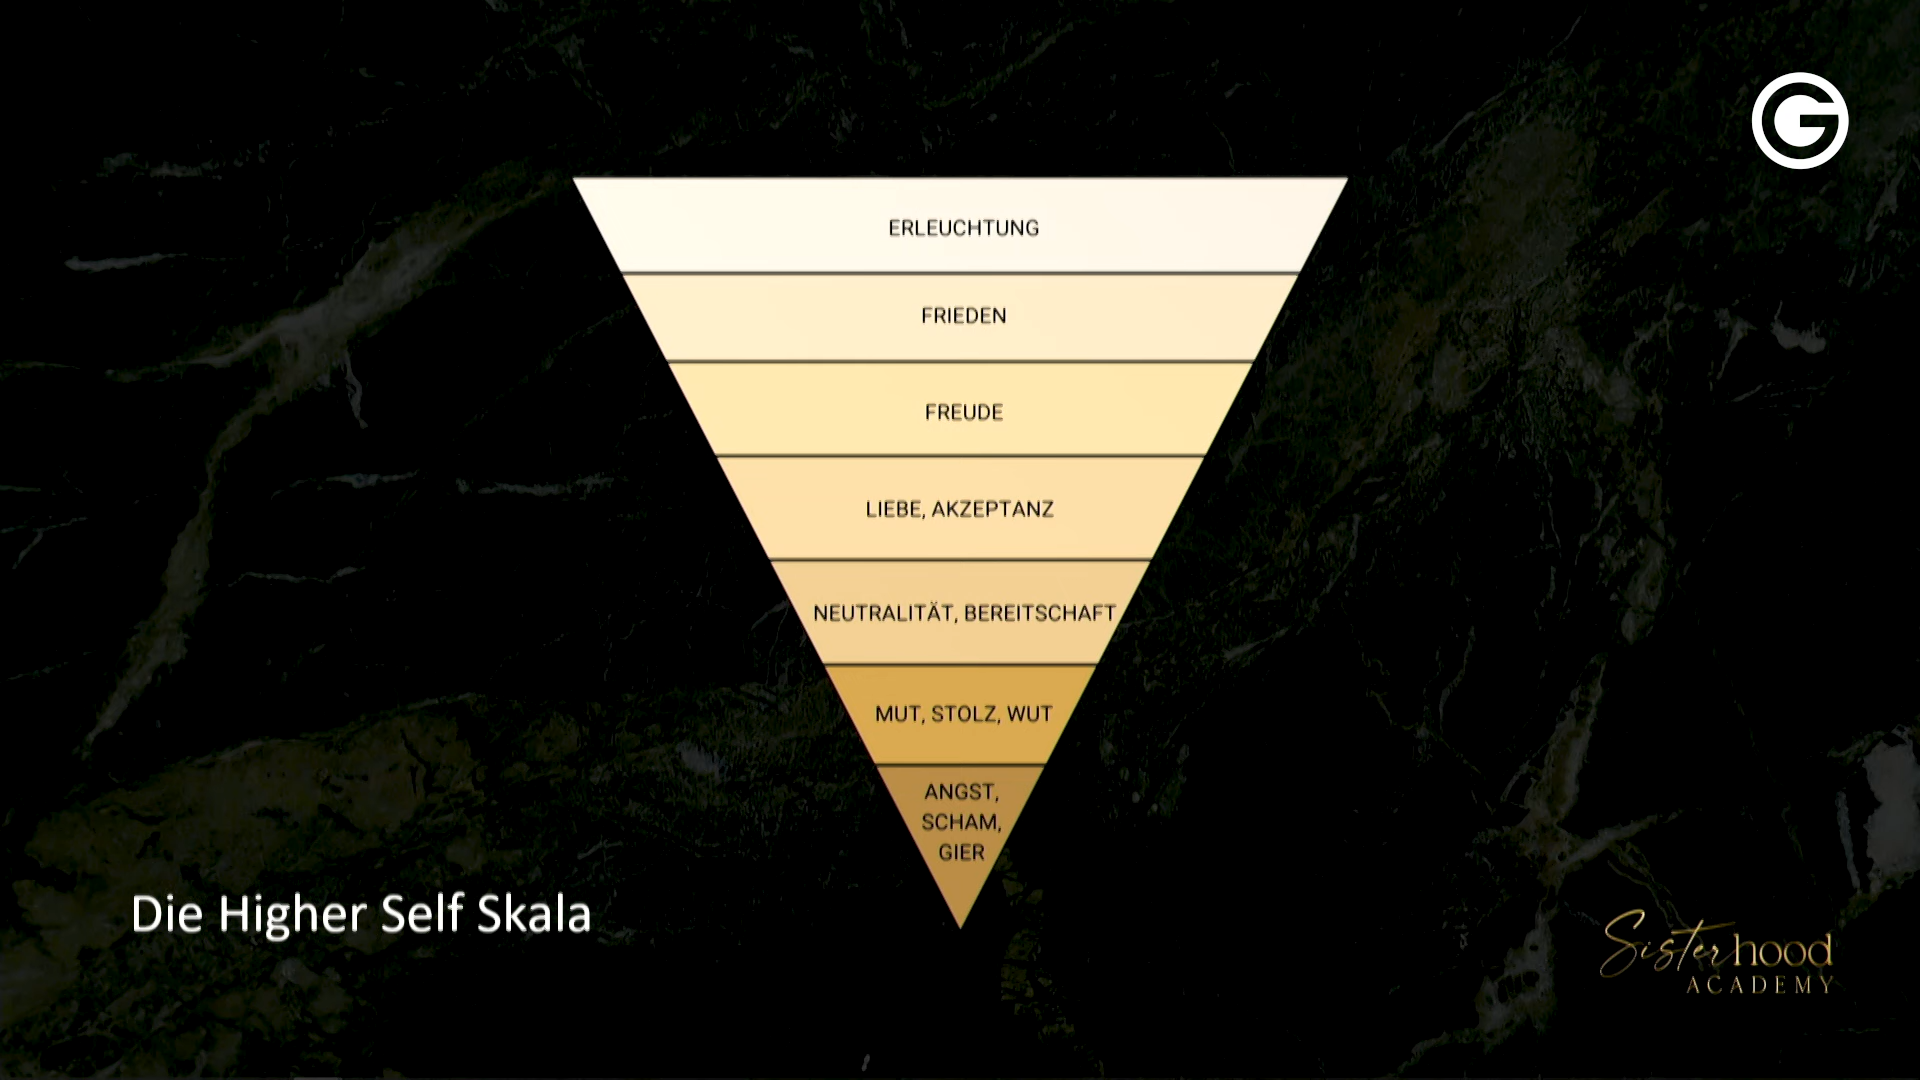 ERLEUCHTUNG
FRIEDEN
FREUDE
LIEBE, AKZEPTANZ
NEUTRALITÄT, BEREITSCHAFT
MUT, STOLZ, WUT
ANGST,
SCHAM,
GIER
Die Higher Self Skala
Sisterhood
ACADEMY